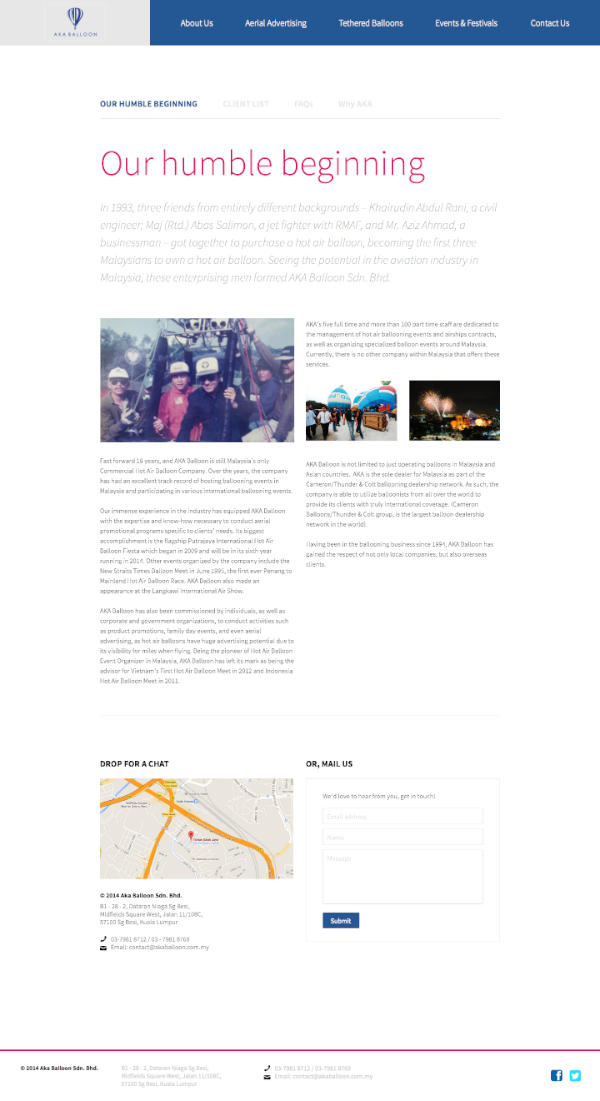 AKA BALLOON
About Us
Aerial Advertising
Tethered Balloons
Events & Festivals
Contact Us
OUR HUMBLE BEGINNING
CLIENT LIST
FAQs
Why AKA
Our humble beginning
In 1993, three friends from entirely different backgrounds – Khairudin Abdul Rani, a civil
engineer; Maj (Rtd.) Abas Salimon, a jet fighter with RMAF, and Mr. Aziz Ahmad, a
businessman – got together to purchase a hot air balloon, becoming the first three
Malaysians to own a hot air balloon. Seeing the potential in the aviation industry in
Malaysia, these enterprising men formed AKA Balloon Sdn. Bhd.
Fast forward 16 years, and AKA Balloon is still Malaysia's only
Commercial Hot Air Balloon Company. Over the years, the company
has had an excellent track record of hosting ballooning events in
Malaysia and participating in various international ballooning events.
Our immense experience in the industry has equipped AKA Balloon
with the expertise and know-how necessary to conduct aerial
promotional programs specific to clients' needs. Its biggest
accomplishment is the flagship Putrajaya International Hot Air
Balloon Fiesta which began in 2009 and will be in its sixth year
running in 2014. Other events organized by the company include the
New Straits Times Balloon Meet in June 1995, the first ever Penang to
Mainland Hot Air Balloon Race. AKA Balloon also made an
appearance at the Langkawi International Air Show.
AKA Balloon has also been commissioned by individuals, as well as
corporate and government organizations, to conduct activities such
as product promotions, family day events, and even aerial
advertising, as hot air balloons have huge advertising potential due to
its visibility for miles when flying. Being the pioneer of Hot Air Balloon
Event Organizer in Malaysia, AKA Balloon has left its mark as being the
advisor for Vietnam's First Hot Air Balloon Meet in 2012 and Indonesia
Hot Air Balloon Meet in 2011.
AKA's five full time and more than 100 part time staff are dedicated to
the management of hot air ballooning events and airships contracts,
as well as organizing specialized balloon events around Malaysia.
Currently, there is no other company within Malaysia that offers these
services.
AKA Balloon is not limited to just operating balloons in Malaysia and
Asian countries. AKA is the sole dealer for Malaysia as part of the
Cameron/Thunder & Colt ballooning dealership network. As such, the
company is able to utilize balloonists from all over the world to
provide its clients with truly international coverage. (Cameron
Balloons/Thunder & Colt group, is the largest balloon dealership
network in the world).
Having been in the ballooning business since 1994, AKA Balloon has
gained the respect of not only local companies, but also overseas
clients.
DROP FOR A CHAT
© 2014 Aka Balloon Sdn. Bhd.
B1 - 28 - 2, Dataran Niaga Sg Besi,
Midfields Square West, Jalan 11/108C,
57100 Sg Besi, Kuala Lumpur
03-7981 8712 / 03 - 7981 8769
Email: contact@akaballoon.com.my
OR, MAIL US
We'd love to hear from you, get in touch!
Email address
Name
Message
Submit
© 2014 Aka Balloon Sdn. Bhd.
B1 - 28 - 2, Dataran Niaga Sg Besi,
Midfields Square West, Jalan 11/108C,
57100 Sg Besi, Kuala Lumpur
03-7981 8712 / 03-7981 8769
Email: contact@akaballoon.com.my